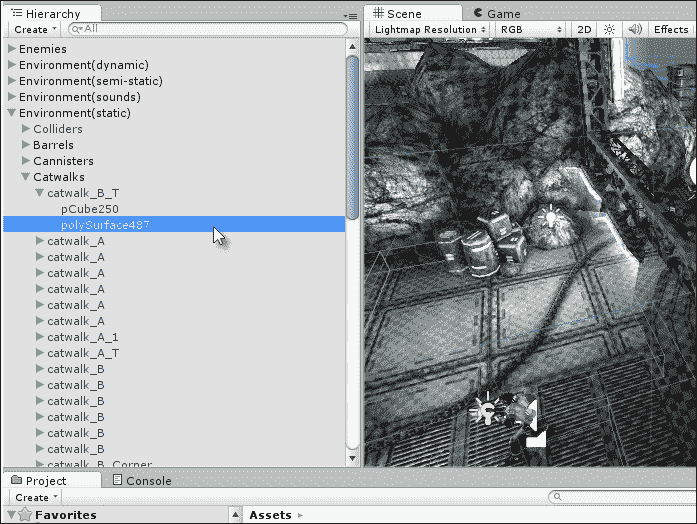 Hierarchy
Create
All
Enemies
Environment(dynamic)
Environment(semi-static)
Environment(sounds)
Environment(static)
Colliders
Barrels
Cannisters
Catwalks
catwalk_B_T
pCube250
polySurface487
catwalk_A
catwalk_A
catwalk_A
catwalk_A
catwalk_A
catwalk_A
catwalk_A_1
catwalk_A_T
catwalk_B
catwalk_B
catwalk_B
catwalk_B
catwalk_B
catwalk_B
catwalk_B_Corner
Scene
Game
Lightmap Resolution
RGB
2D
Effects
Project
Console
Create
Favorites
Assets